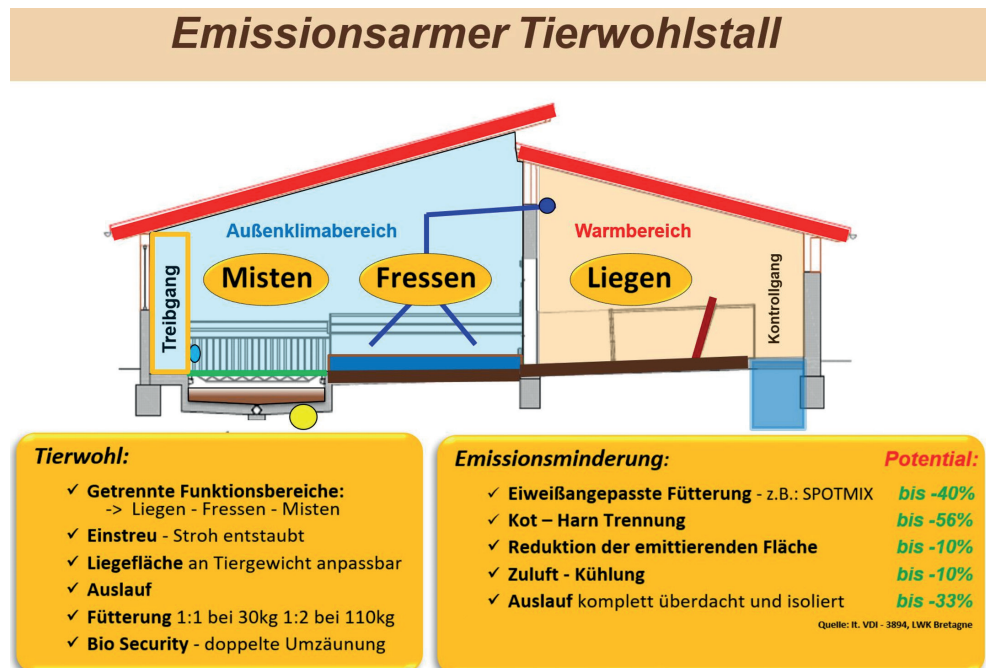 Emissionsarmer Tierwohlstall
Außenklimabereich
Warmbereich
Misten
Fressen
Liegen
Treibgang
Kontrollgang
Tierwohl:
✓ Getrennte Funktionsbereiche:
-> Liegen - Fressen - Misten
✓ Einstreu - Stroh entstaubt
✓ Liegefläche an Tiergewicht anpassbar
✓ Auslauf
✓ Fütterung 1:1 bei 30kg 1:2 bei 110kg
✓ Bio Security - doppelte Umzäunung
Emissionsminderung: Potential:
✓ Eiweißangepasste Fütterung - z.B.: SPOTMIX bis -40%
✓ Kot – Harn Trennung bis -56%
✓ Reduktion der emittierenden Fläche bis -10%
✓ Zuluft - Kühlung bis -10%
✓ Auslauf komplett überdacht und isoliert bis -33%
Quelle: lt. VDI - 3894, LWK Bretagne